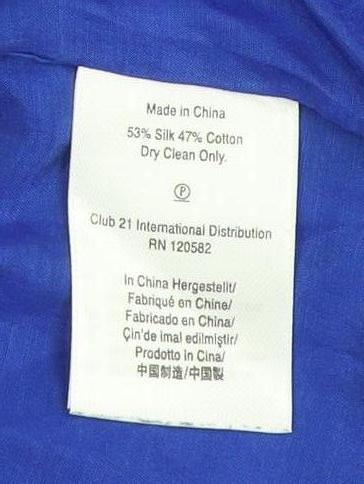 Made in China
53% Silk 47% Cotton
Dry Clean Only.
Ⓟ
Club 21 International Distribution
RN 120582
In China Hergestellt/
Fabriqué en Chine/
Fabricado en China/
Çin'de imal edilmiştir/
Prodotto in Cina/
中国制造/中国製